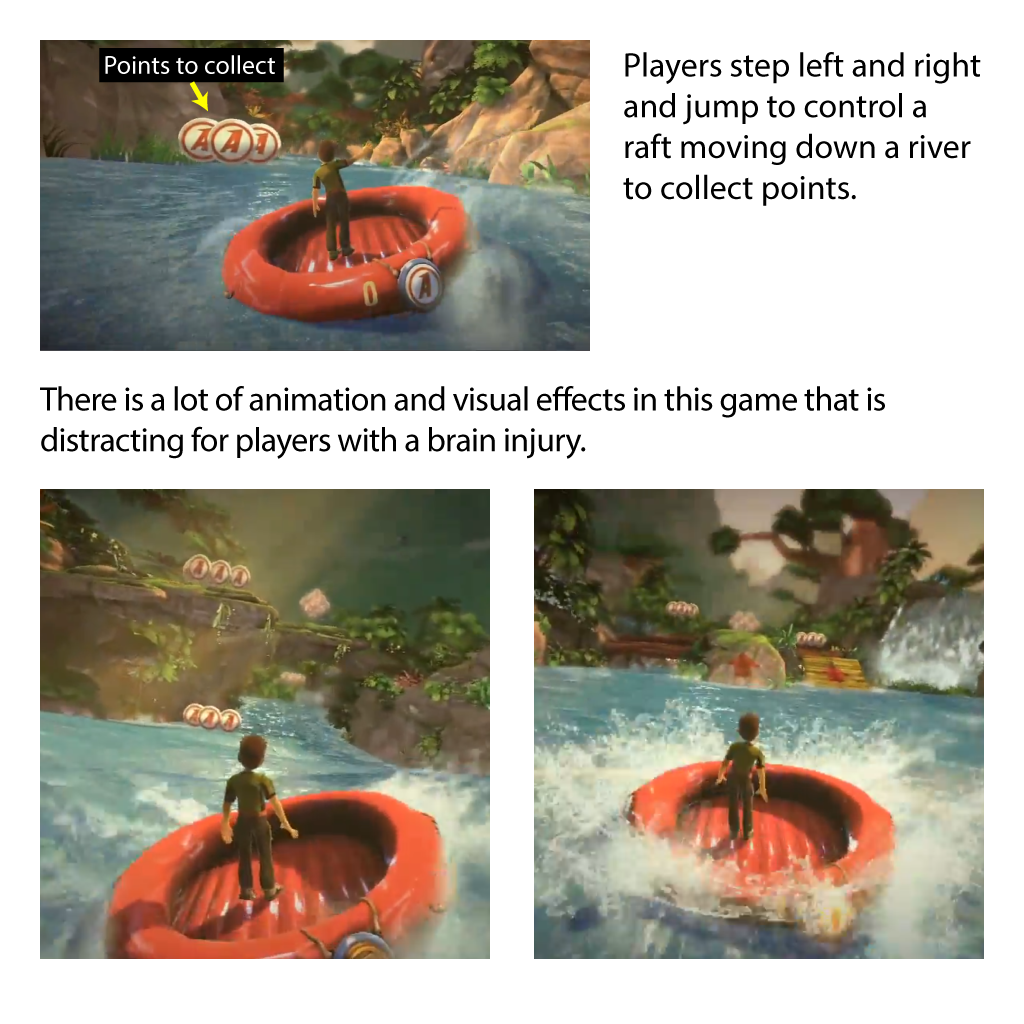 Points to collect
A A A
Players step left and right
and jump to control a
raft moving down a river
to collect points.
0 A
There is a lot of animation and visual effects in this game that is
distracting for players with a brain injury.
A A A
A A A